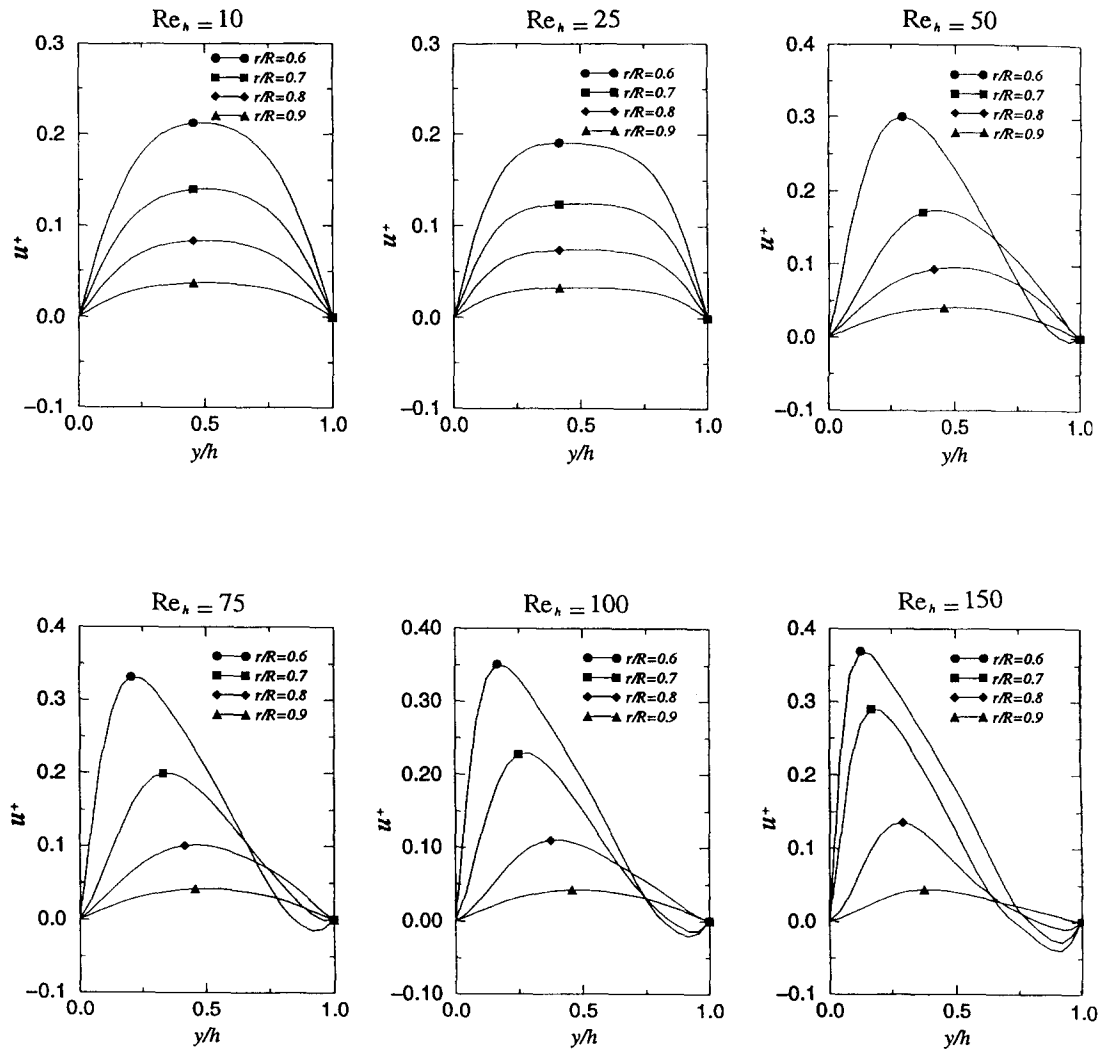 Re_h = 10
0.3
0.2
0.1
0.0
−0.1
u⁺
r/R=0.6
r/R=0.7
r/R=0.8
r/R=0.9
0.0 0.5 1.0
y/h
Re_h = 25
0.3
0.2
0.1
0.0
−0.1
u⁺
r/R=0.6
r/R=0.7
r/R=0.8
r/R=0.9
0.0 0.5 1.0
y/h
Re_h = 50
0.4
0.3
0.2
0.1
0.0
−0.1
u⁺
r/R=0.6
r/R=0.7
r/R=0.8
r/R=0.9
0.0 0.5 1.0
y/h
Re_h = 75
0.4
0.3
0.2
0.1
0.0
−0.1
u⁺
r/R=0.6
r/R=0.7
r/R=0.8
r/R=0.9
0.0 0.5 1.0
y/h
Re_h = 100
0.40
0.30
0.20
0.10
0.00
−0.10
u⁺
r/R=0.6
r/R=0.7
r/R=0.8
r/R=0.9
0.0 0.5 1.0
y/h
Re_h = 150
0.4
0.3
0.2
0.1
0.0
−0.1
u⁺
r/R=0.6
r/R=0.7
r/R=0.8
r/R=0.9
0.0 0.5 1.0
y/h